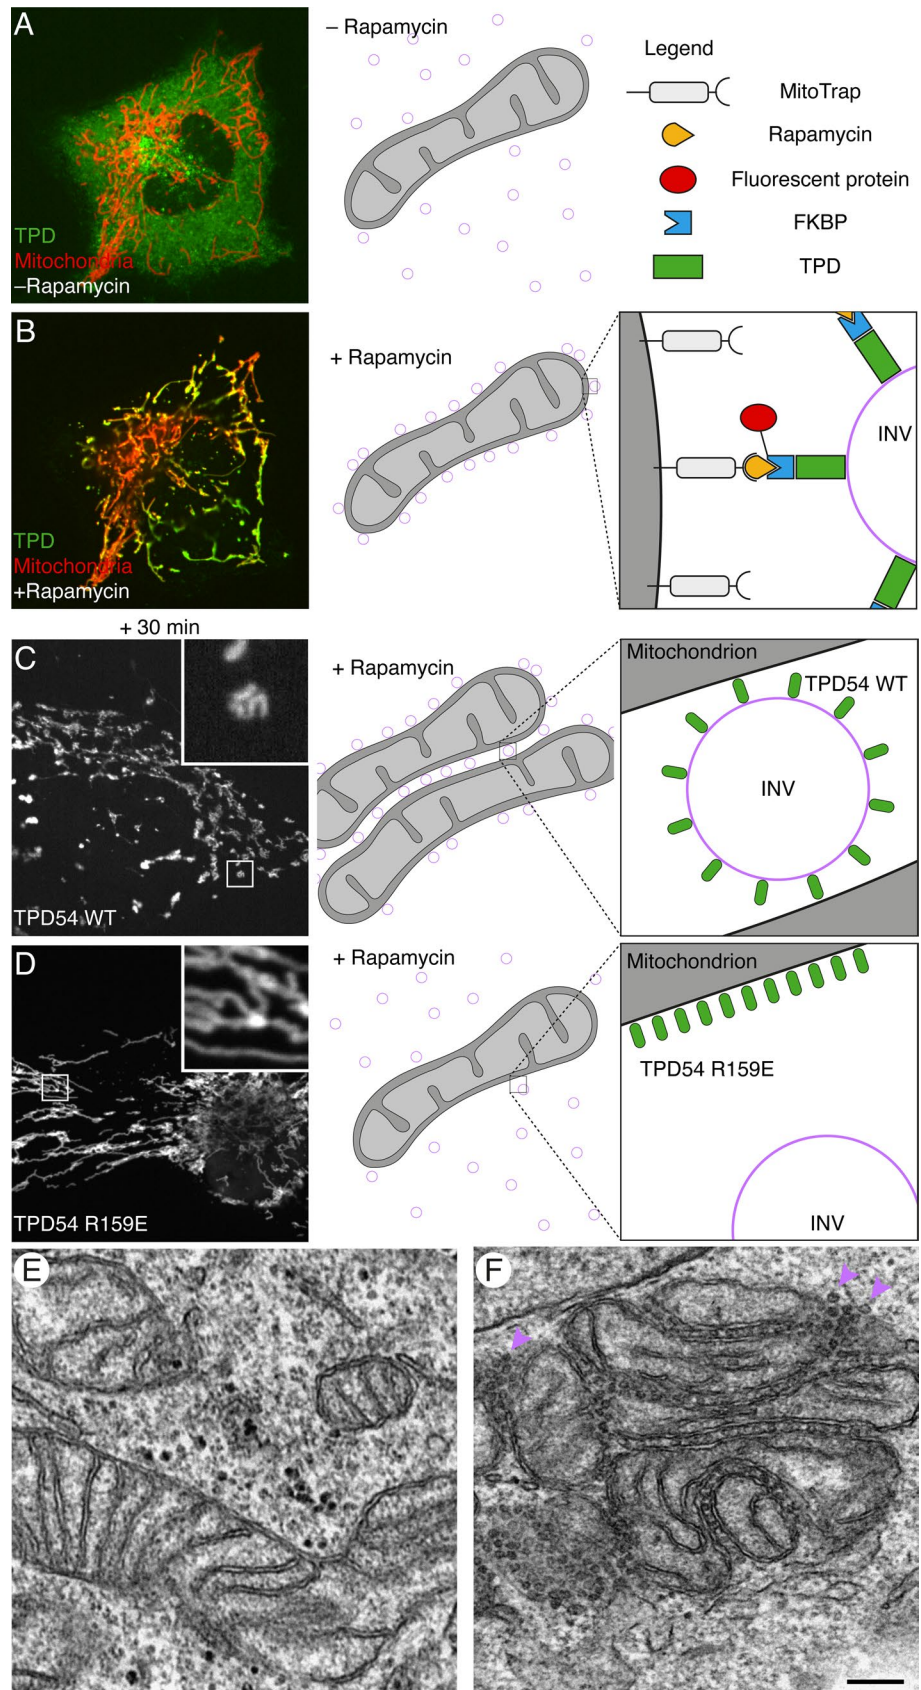 A
TPD
Mitochondria
–Rapamycin
– Rapamycin
Legend
MitoTrap
Rapamycin
Fluorescent protein
FKBP
TPD
B
TPD
Mitochondria
+Rapamycin
+ Rapamycin
INV
+ 30 min
C
TPD54 WT
+ Rapamycin
Mitochondrion
TPD54 WT
INV
D
TPD54 R159E
+ Rapamycin
Mitochondrion
TPD54 R159E
INV
E
F